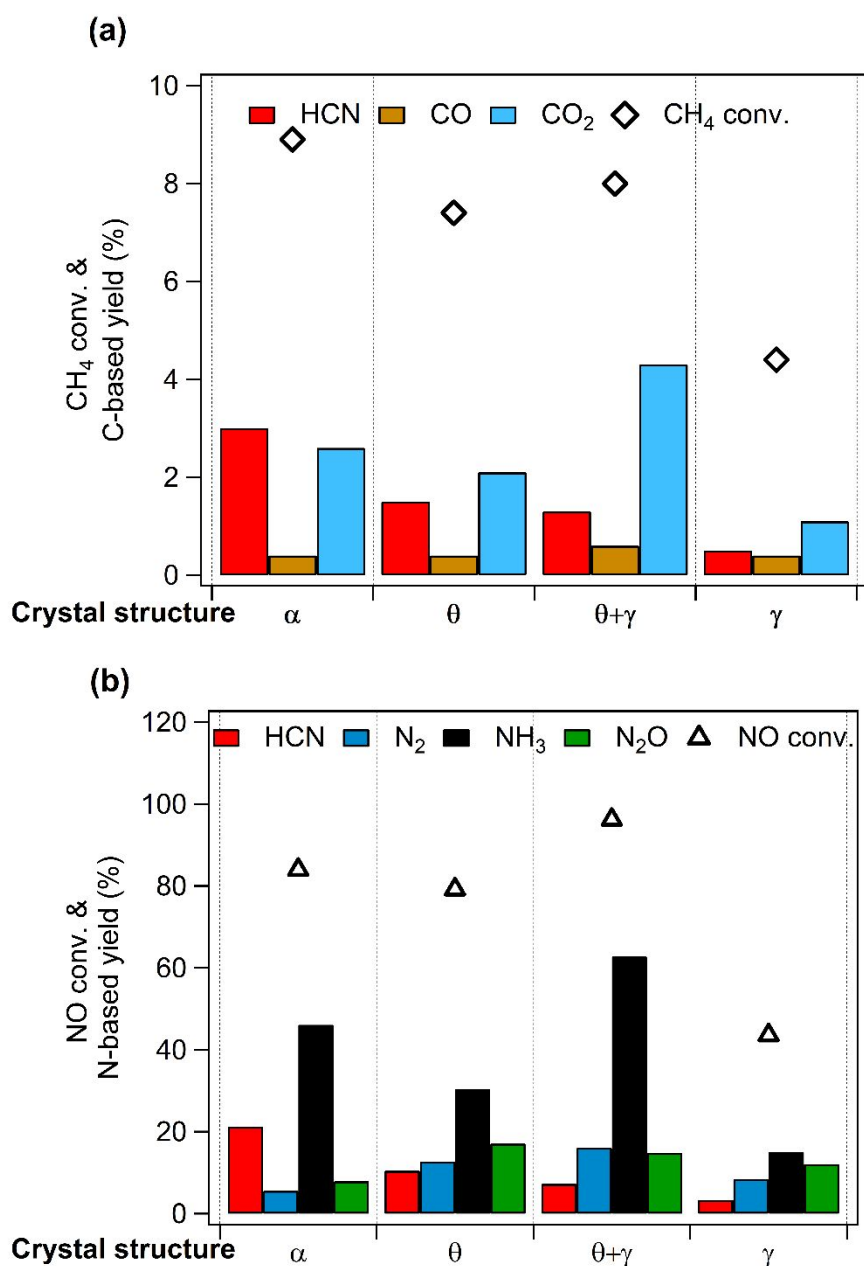 (a)
10
HCN CO CO₂ CH₄ conv.
8
6
4
2
0
CH₄ conv. &
C-based yield (%)
Crystal structure α θ θ+γ γ
(b)
120
HCN N₂ NH₃ N₂O NO conv.
100
80
60
40
20
0
NO conv. &
N-based yield (%)
Crystal structure α θ θ+γ γ